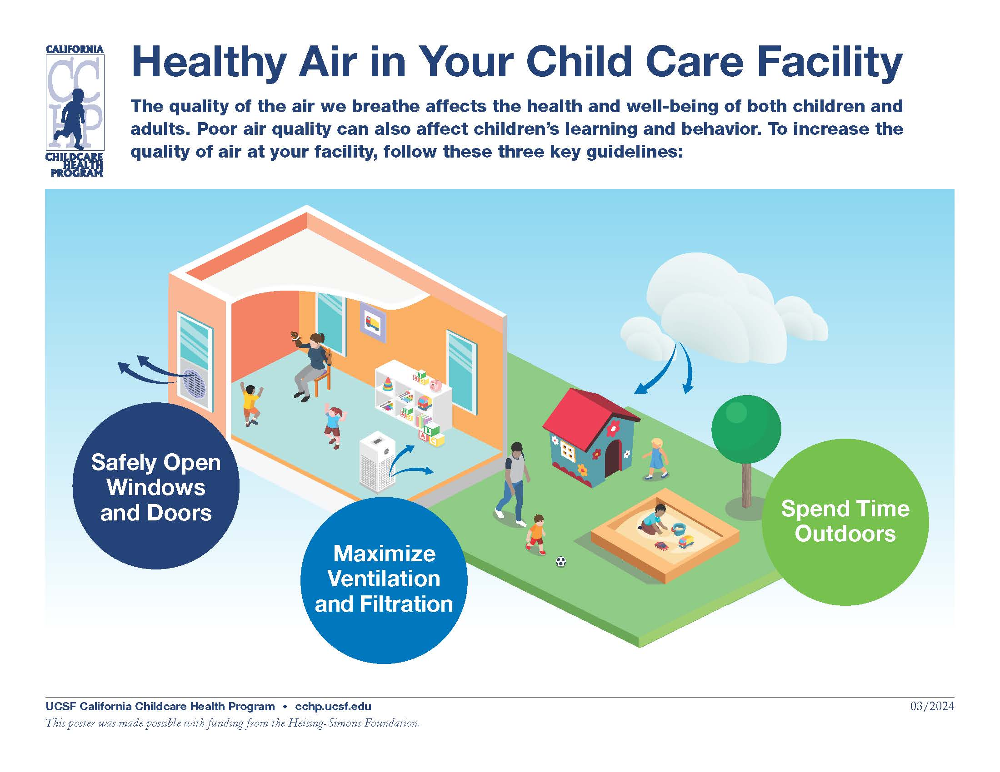 CALIFORNIA
CC
HP
CHILDCARE
HEALTH
PROGRAM
Healthy Air in Your Child Care Facility
The quality of the air we breathe affects the health and well-being of both children and
adults. Poor air quality can also affect children’s learning and behavior. To increase the
quality of air at your facility, follow these three key guidelines:
B
A C
B
A C
B
A C
Safely Open
Windows
and Doors
Maximize
Ventilation
and Filtration
Spend Time
Outdoors
UCSF California Childcare Health Program • cchp.ucsf.edu
03/2024
This poster was made possible with funding from the Heising-Simons Foundation.